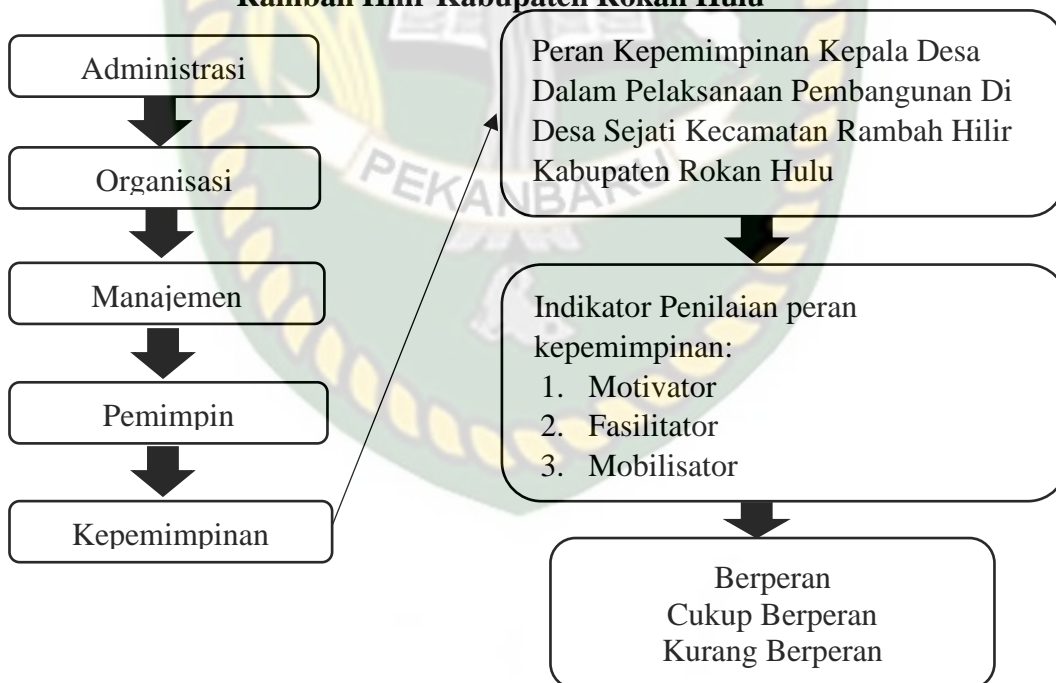 Rambah Hilir Kabupaten Rokan Hulu
Administrasi
Organisasi
Manajemen
Pemimpin
Kepemimpinan
Peran Kepemimpinan Kepala Desa
Dalam Pelaksanaan Pembangunan Di
Desa Sejati Kecamatan Rambah Hilir
Kabupaten Rokan Hulu
Indikator Penilaian peran
kepemimpinan:
1. Motivator
2. Fasilitator
3. Mobilisator
Berperan
Cukup Berperan
Kurang Berperan
PEKANBARU